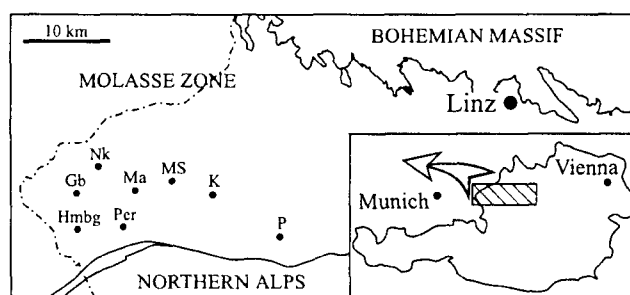 10 km
BOHEMIAN MASSIF
MOLASSE ZONE
Linz
Nk
MS
Gb
Ma
K
Vienna
Munich
Hmbg
Per
P
NORTHERN ALPS